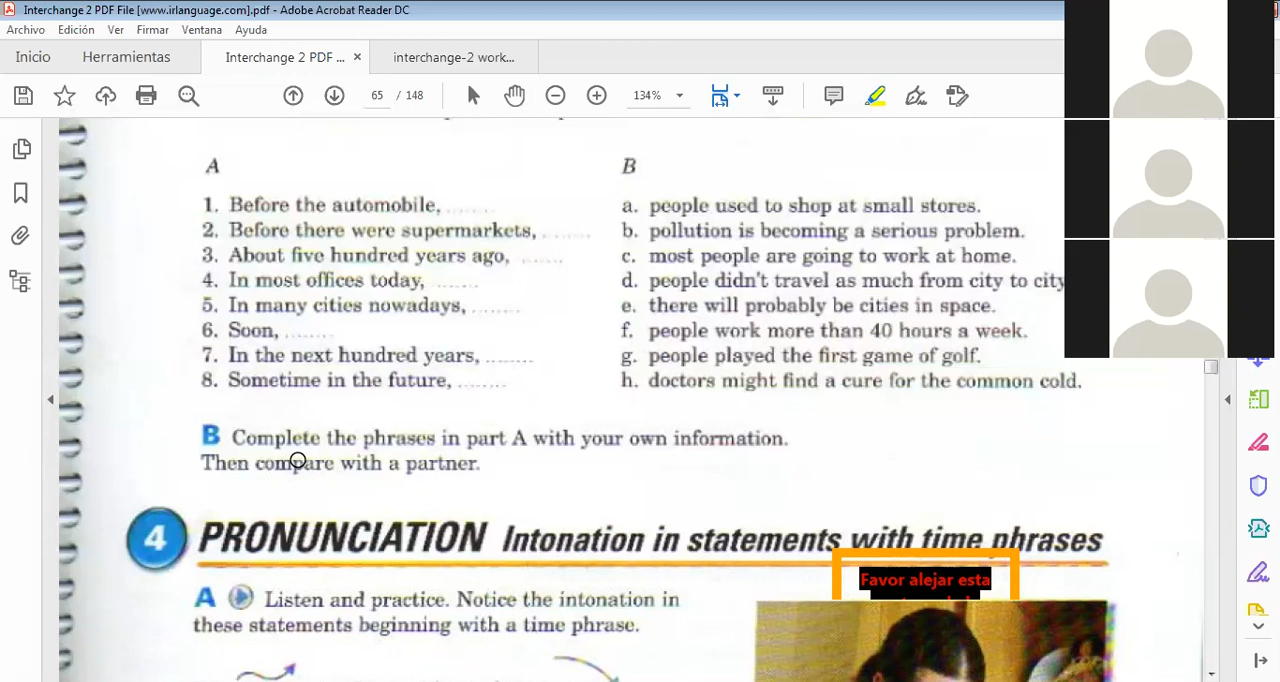 Interchange 2 PDF File [www.irlanguage.com].pdf - Adobe Acrobat Reader DC
Archivo Edición Ver Firmar Ventana Ayuda
Inicio Herramientas Interchange 2 PDF ... × interchange-2 work...
65 / 148 134%
A
1. Before the automobile, ........
2. Before there were supermarkets, ........
3. About five hundred years ago, ........
4. In most offices today, ........
5. In many cities nowadays, ........
6. Soon, ........
7. In the next hundred years, ........
8. Sometime in the future, ........
B
a. people used to shop at small stores.
b. pollution is becoming a serious problem.
c. most people are going to work at home.
d. people didn't travel as much from city to city
e. there will probably be cities in space.
f. people work more than 40 hours a week.
g. people played the first game of golf.
h. doctors might find a cure for the common cold.
B Complete the phrases in part A with your own information.
Then compare with a partner.
4 PRONUNCIATION Intonation in statements with time phrases
A Listen and practice. Notice the intonation in
these statements beginning with a time phrase.
Favor alejar esta